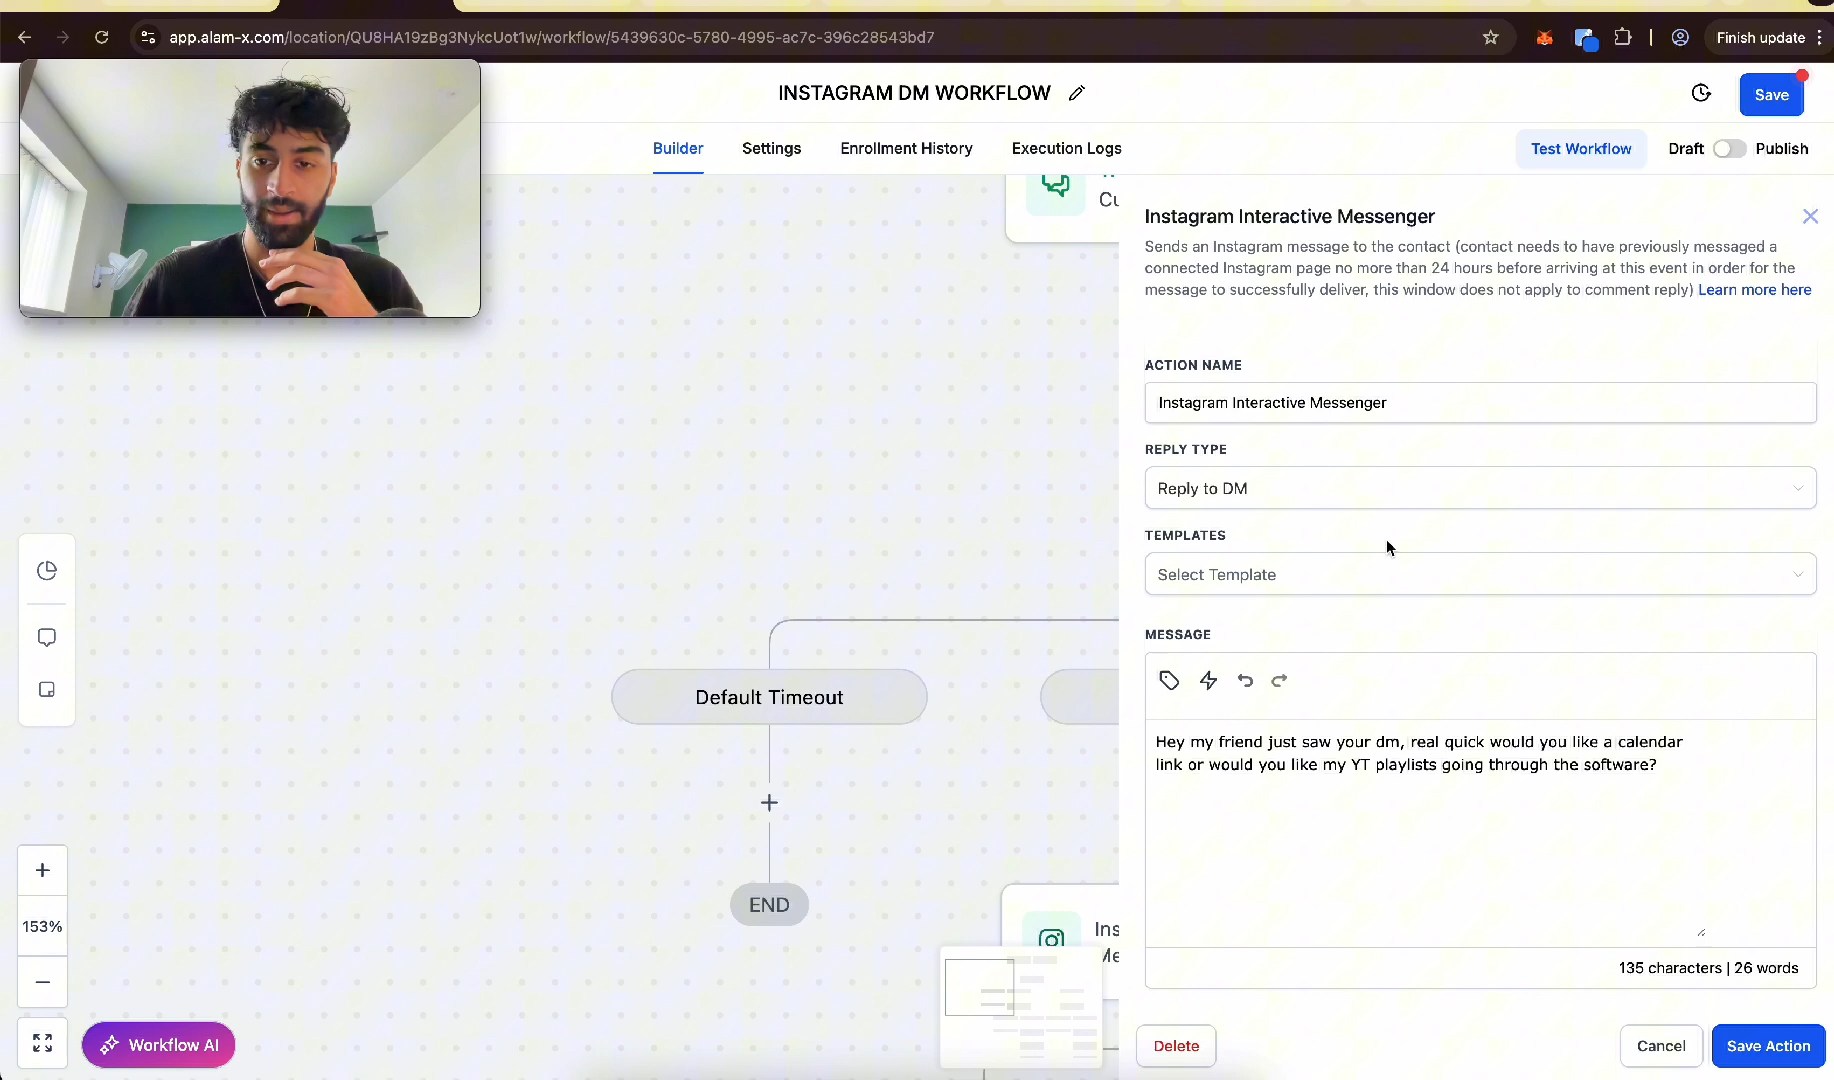 app.alam-x.com/location/QU8HA19zBg3NykcUot1w/workflow/5439630c-5780-4995-ac7c-396c28543bd7
Finish update
INSTAGRAM DM WORKFLOW
Save
Builder
Settings
Enrollment History
Execution Logs
Test Workflow
Draft
Publish
Cu
Instagram Interactive Messenger
Sends an Instagram message to the contact (contact needs to have previously messaged a
connected Instagram page no more than 24 hours before arriving at this event in order for the
message to successfully deliver, this window does not apply to comment reply) Learn more here
ACTION NAME
Instagram Interactive Messenger
REPLY TYPE
Reply to DM
TEMPLATES
Select Template
MESSAGE
Hey my friend just saw your dm, real quick would you like a calendar
link or would you like my YT playlists going through the software?
135 characters | 26 words
Default Timeout
END
Ins
Me
153%
Workflow AI
Delete
Cancel
Save Action